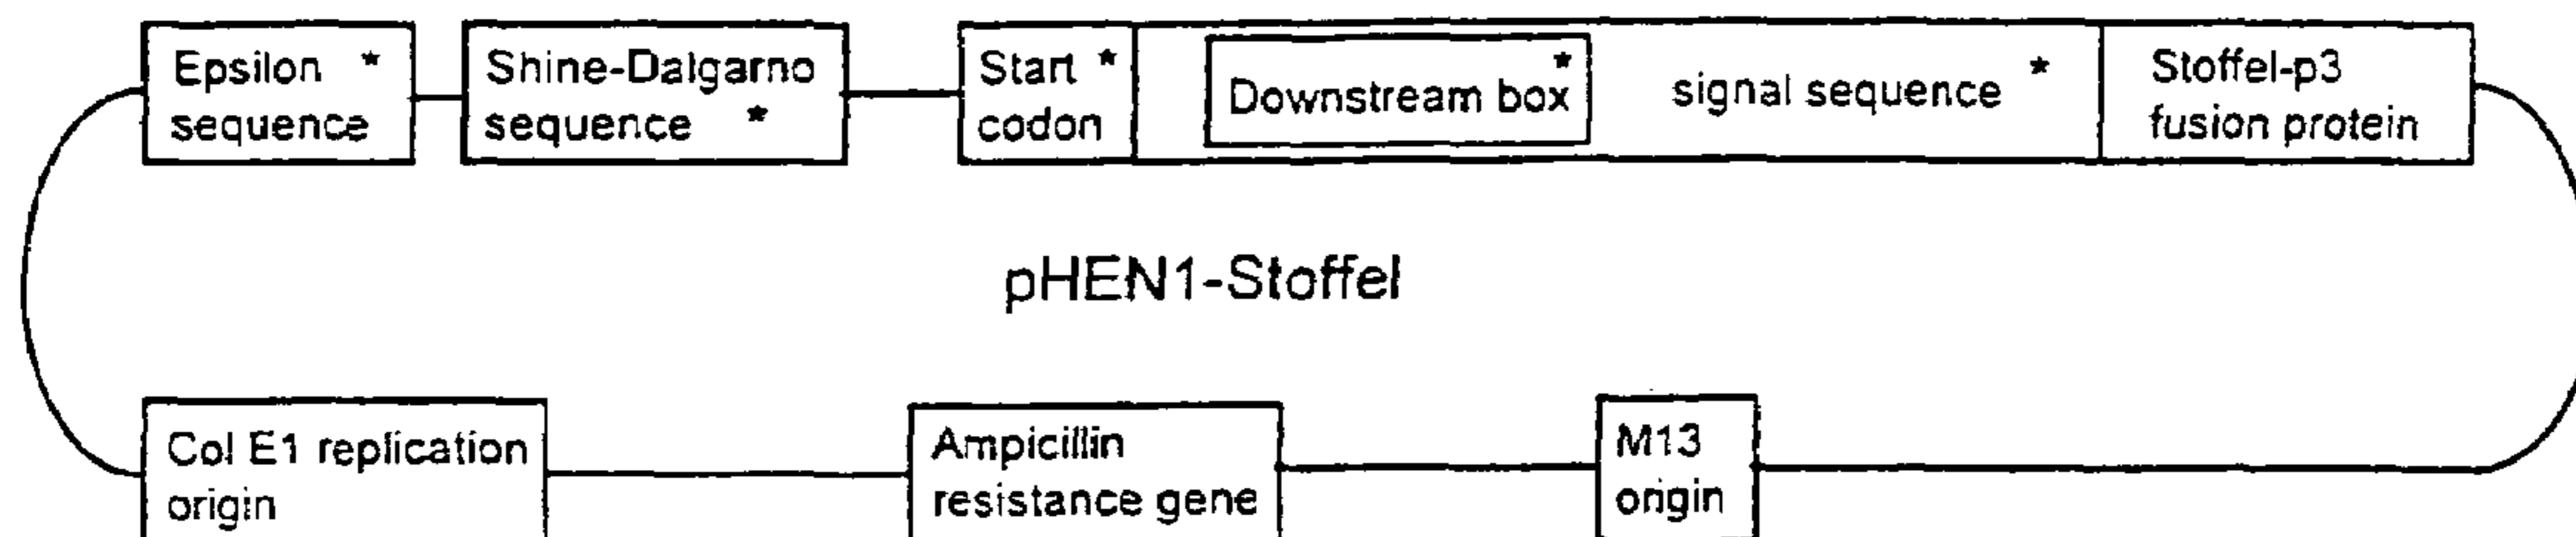 Epsilon *
sequence
Shine-Dalgarno
sequence *
Start *
codon
Downstream box *
signal sequence *
Stoffel-p3
fusion protein
pHEN1-Stoffel
Col E1 replication
origin
Ampicillin
resistance gene
M13
origin